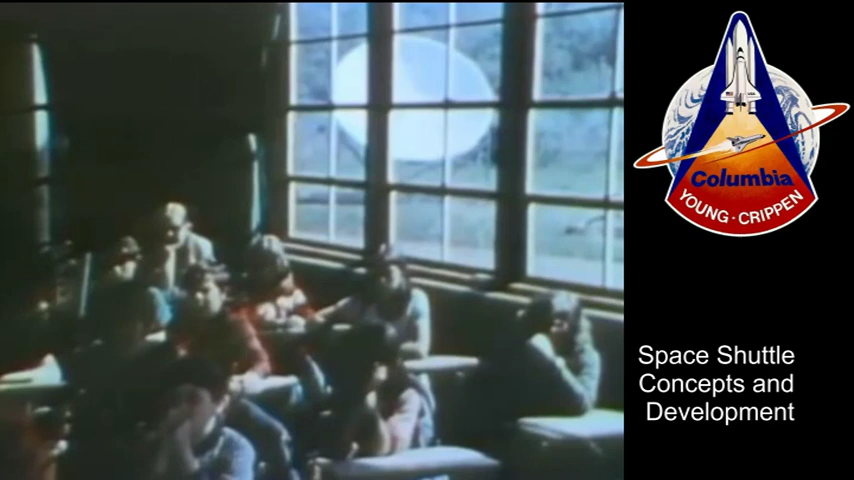 Columbia
YOUNG · CRIPPEN
Space Shuttle
Concepts and
Development